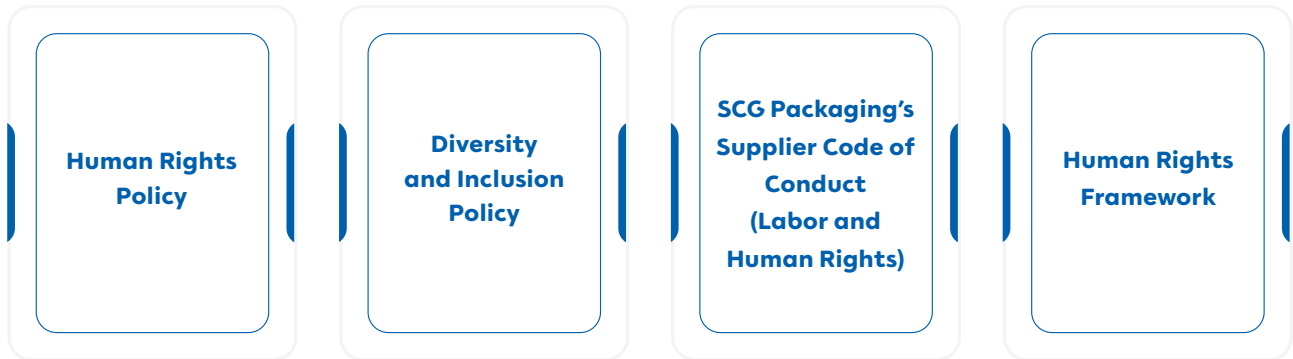 Human Rights
Policy
Diversity
and Inclusion
Policy
SCG Packaging’s
Supplier Code of
Conduct
(Labor and
Human Rights)
Human Rights
Framework